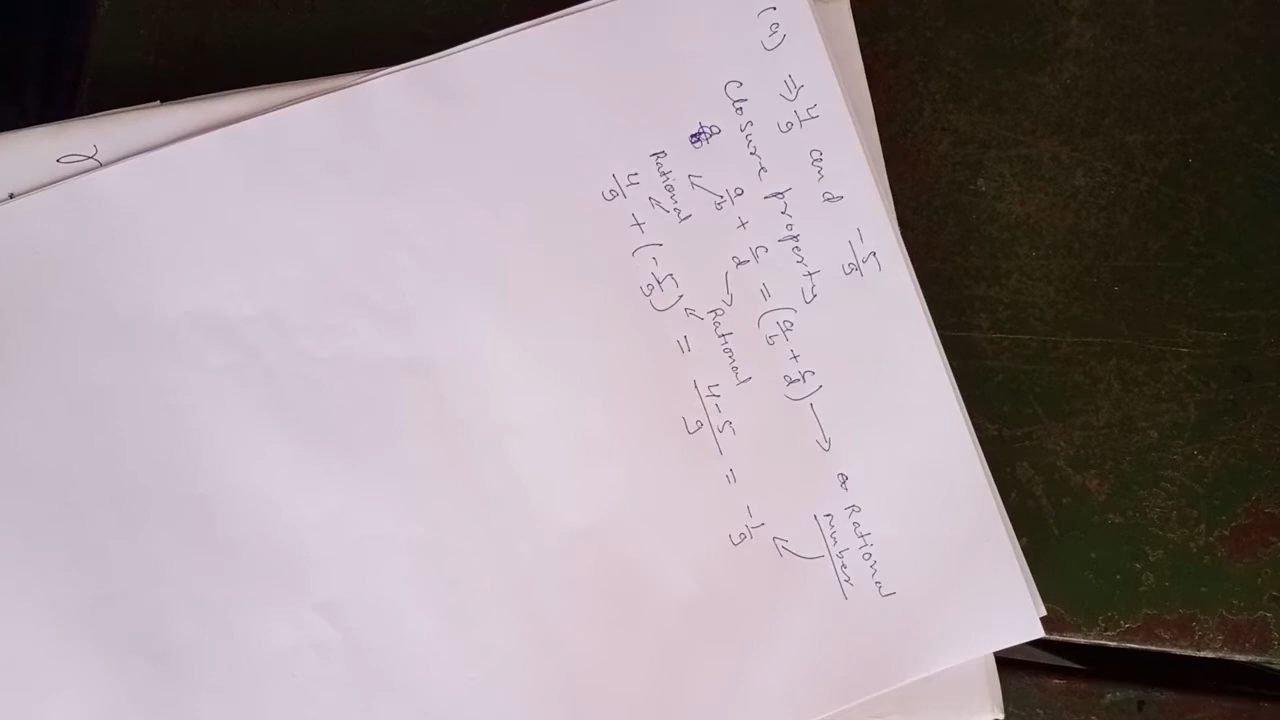 (a) ⇒ 4/9 and -5/9
Closure property
a/b + c/d = (a/b + c/d) → Rational number
Rational Rational
4/9 + (-5/9) = 4-5/9 = -1/9